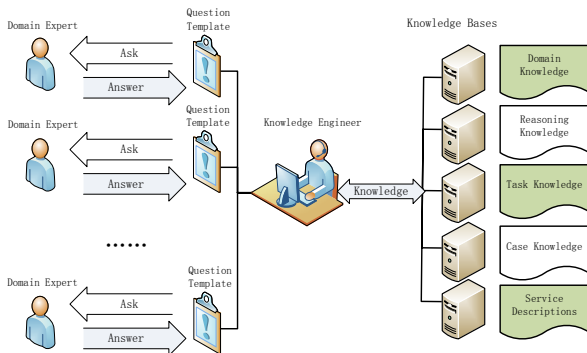 Domain Expert
Ask
Answer
Question
Template
Domain Expert
Ask
Answer
Question
Template
......
Domain Expert
Ask
Answer
Question
Template
Knowledge Engineer
Knowledge
Knowledge Bases
Domain
Knowledge
Reasoning
Knowledge
Task Knowledge
Case Knowledge
Service
Descriptions